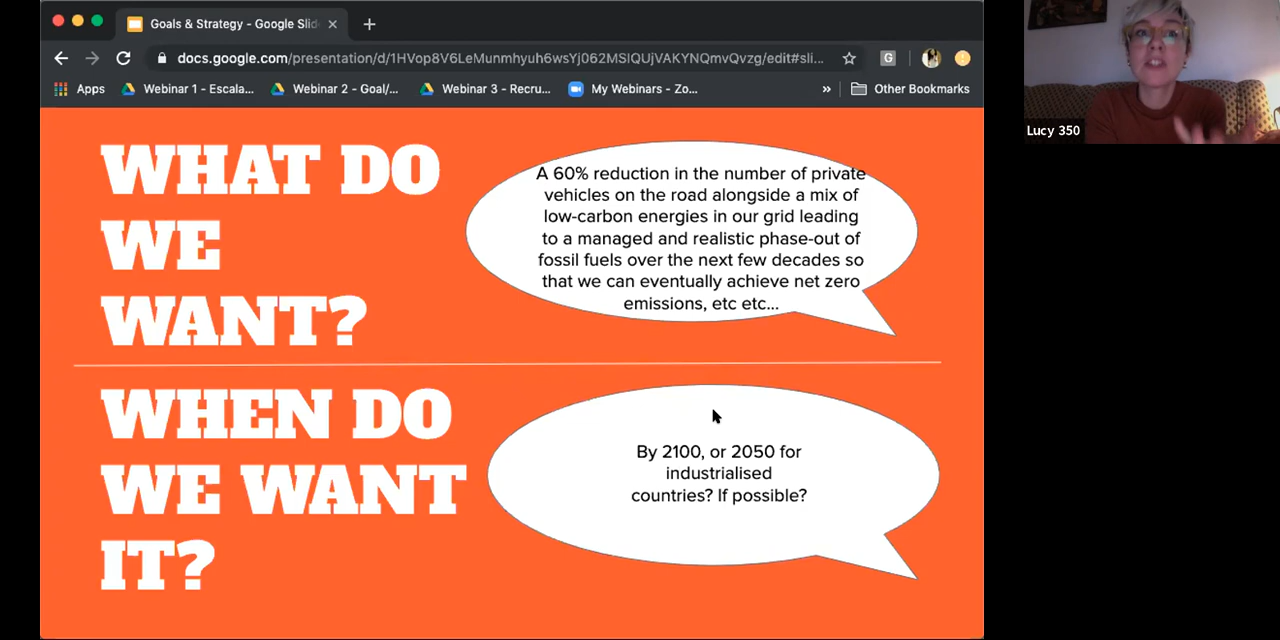 Goals & Strategy - Google Slid
docs.google.com/presentation/d/1HVop8V6LeMunmhyuh6wsYj062MSIQUjVAKYNQmvQvzg/edit#sli...
G
Apps
Webinar 1 - Escala...
Webinar 2 - Goal/...
Webinar 3 - Recru...
My Webinars - Zo...
»
Other Bookmarks
Lucy 350
WHAT DO
WE
WANT?
A 60% reduction in the number of private
vehicles on the road alongside a mix of
low-carbon energies in our grid leading
to a managed and realistic phase-out of
fossil fuels over the next few decades so
that we can eventually achieve net zero
emissions, etc etc...
WHEN DO
WE WANT
IT?
By 2100, or 2050 for
industrialised
countries? If possible?